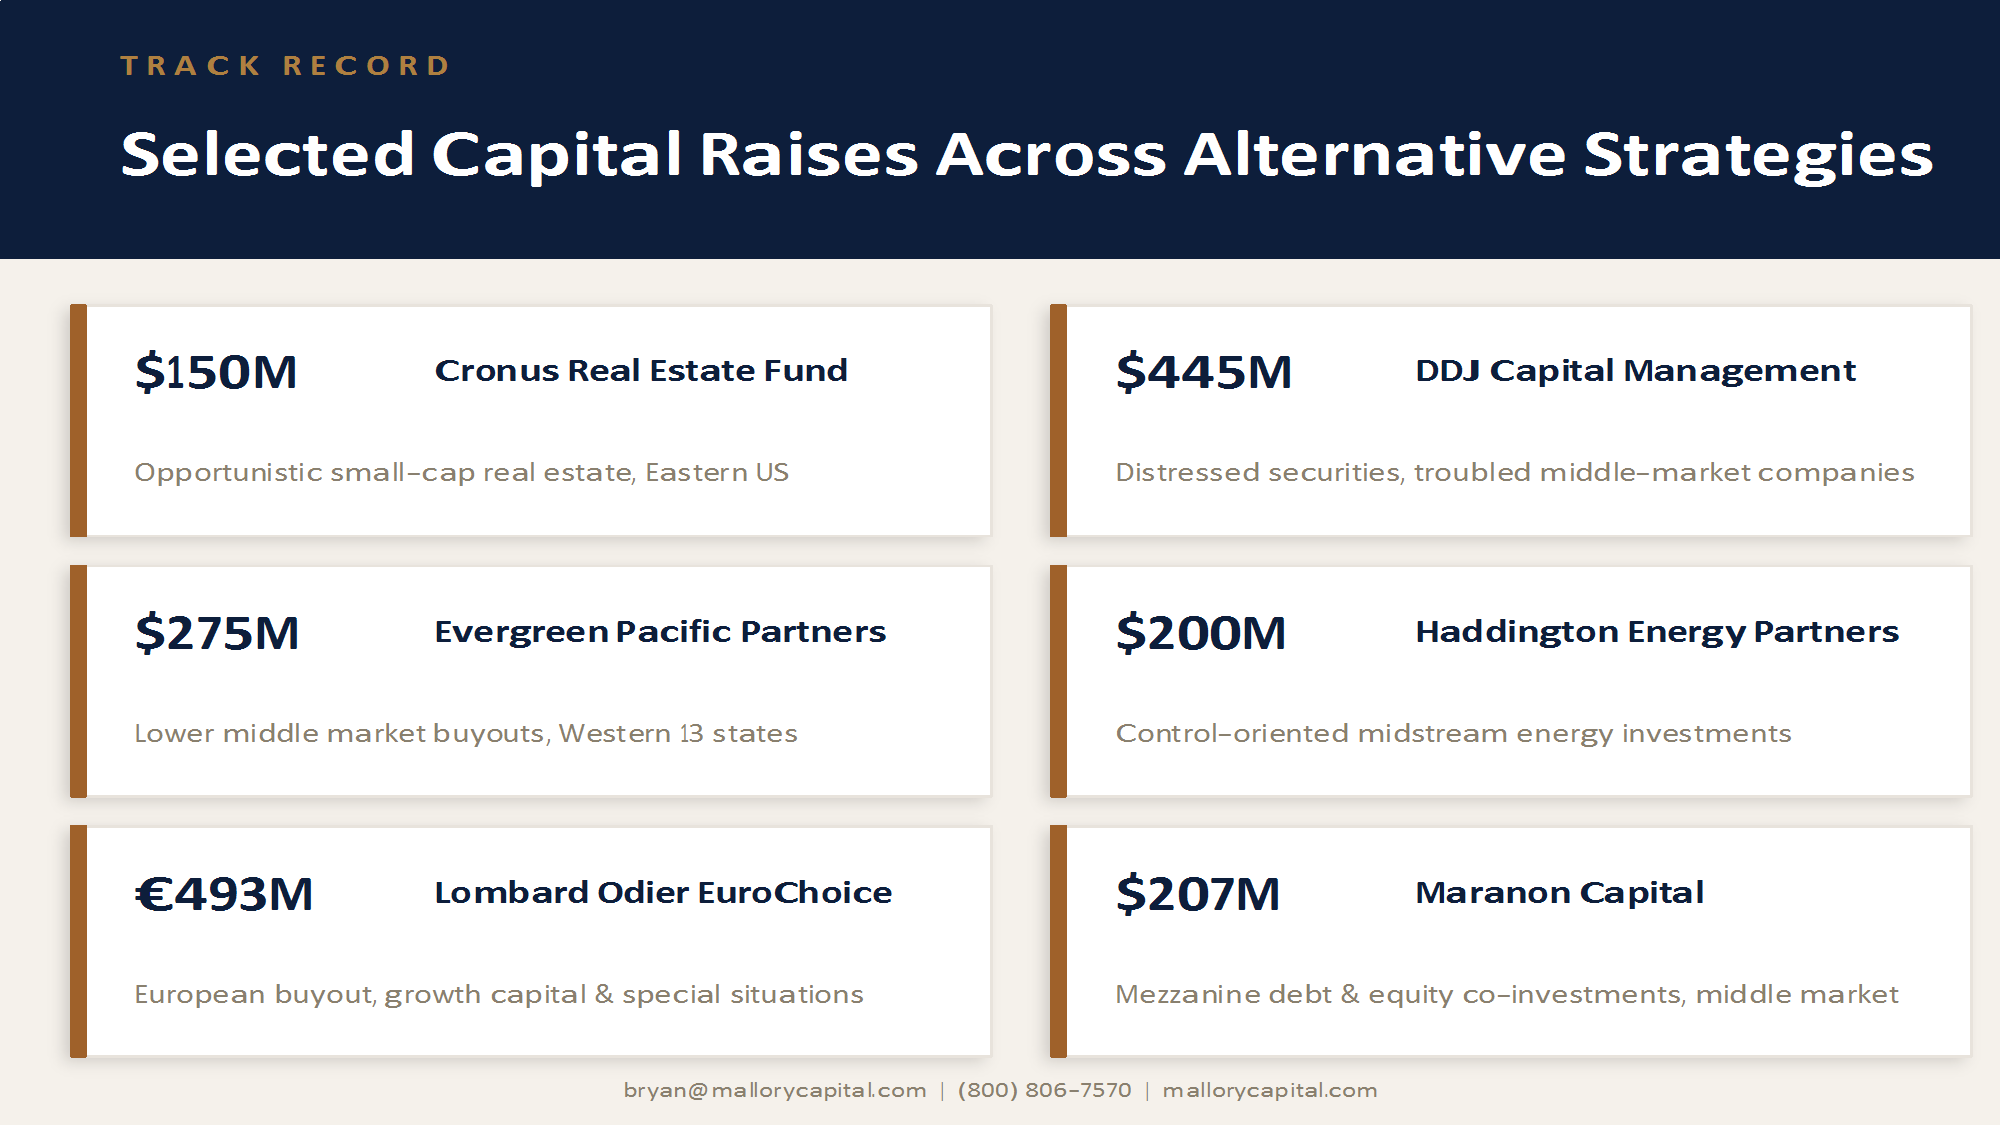 TRACK RECORD
Selected Capital Raises Across Alternative Strategies
$150M Cronus Real Estate Fund
Opportunistic small-cap real estate, Eastern US
$445M DDJ Capital Management
Distressed securities, troubled middle-market companies
$275M Evergreen Pacific Partners
Lower middle market buyouts, Western 13 states
$200M Haddington Energy Partners
Control-oriented midstream energy investments
€493M Lombard Odier EuroChoice
European buyout, growth capital & special situations
$207M Maranon Capital
Mezzanine debt & equity co-investments, middle market
bryan@mallorycapital.com | (800) 806-7570 | mallorycapital.com